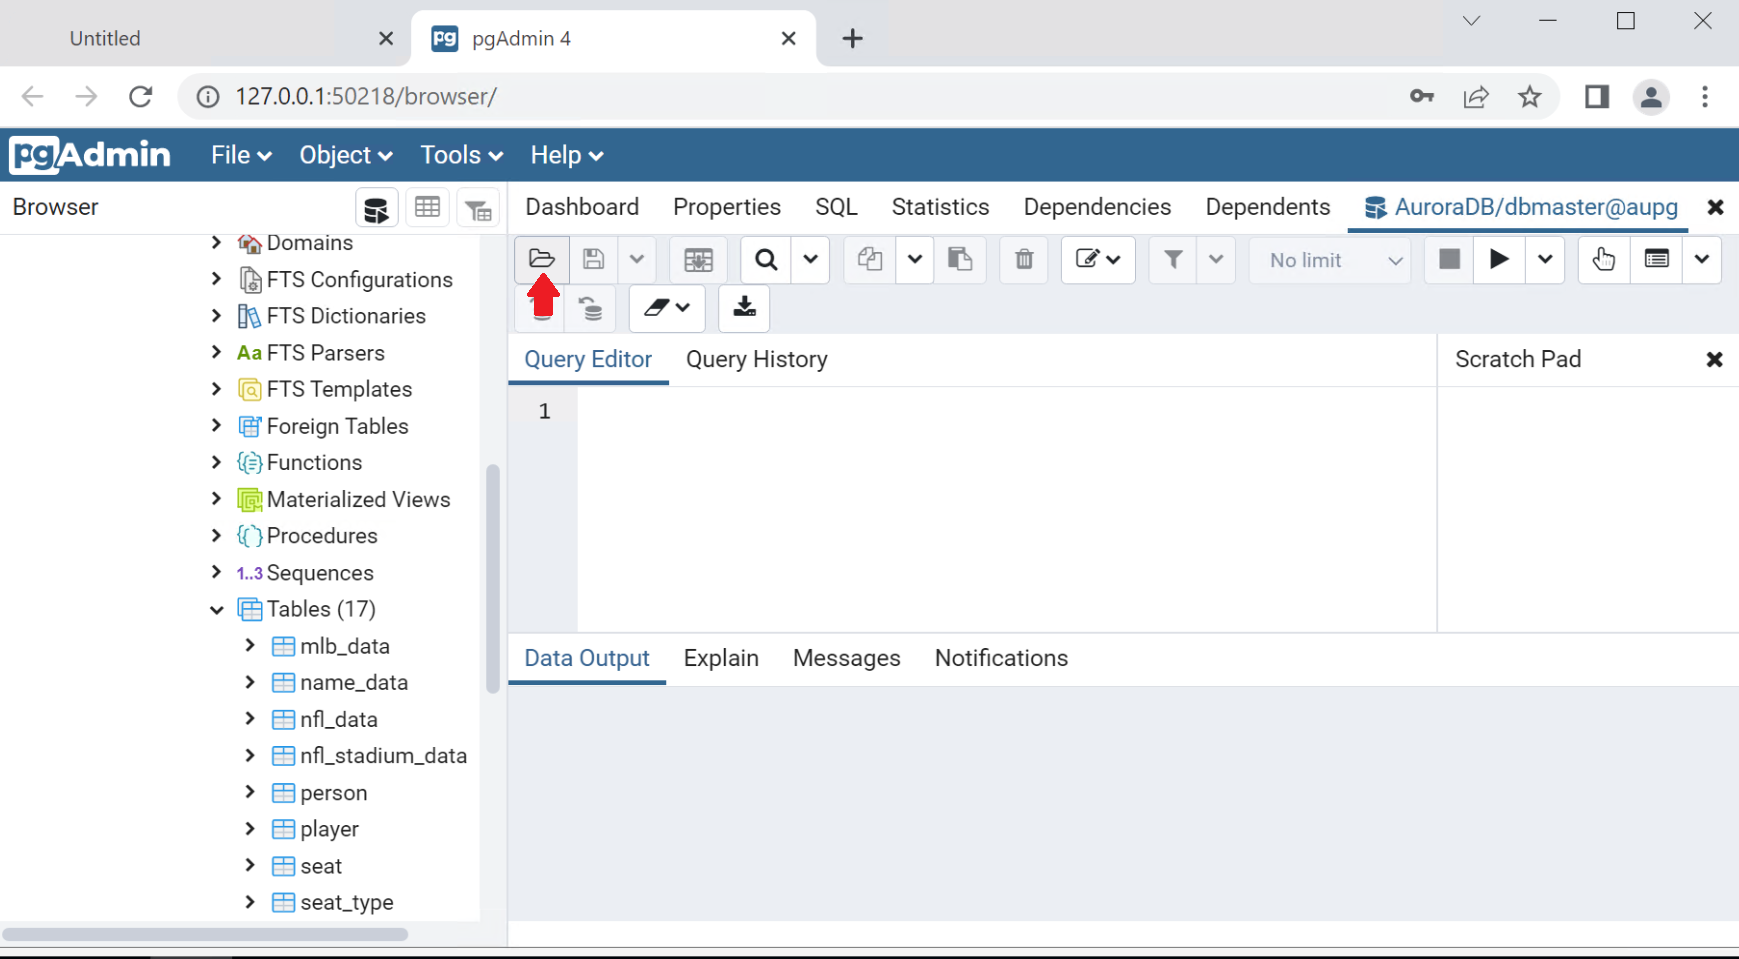 Untitled
pgAdmin 4
127.0.0.1:50218/browser/
pgAdmin File Object Tools Help
Browser
Dashboard Properties SQL Statistics Dependencies Dependents AuroraDB/dbmaster@aupg
No limit
Domains
FTS Configurations
FTS Dictionaries
Aa FTS Parsers
FTS Templates
Foreign Tables
Functions
Materialized Views
Procedures
1..3 Sequences
Tables (17)
mlb_data
name_data
nfl_data
nfl_stadium_data
person
player
seat
seat_type
Query Editor Query History
Scratch Pad
1
Data Output Explain Messages Notifications